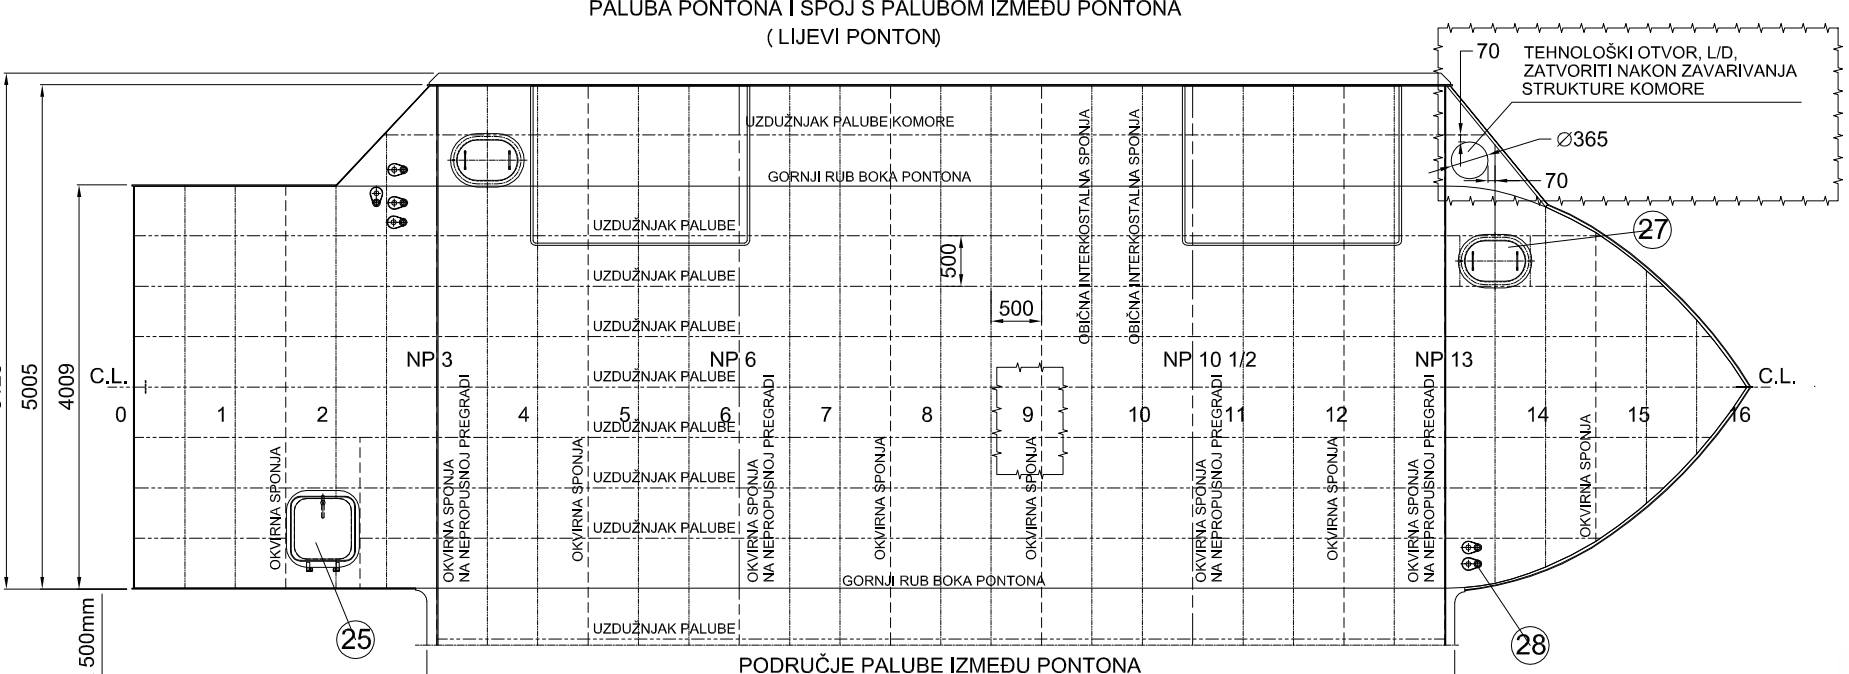 PALUBA PONTONA I SPOJ S PALUBOM IZMEĐU PONTONA
( LIJEVI PONTON)
70
TEHNOLOŠKI OTVOR, L/D,
ZATVORITI NAKON ZAVARIVANJA
STRUKTURE KOMORE
Ø365
70
UZDUŽNJAK PALUBE KOMORE
GORNJI RUB BOKA PONTONA
OBIČNA INTERKOSTALNA SPONJA
OBIČNA INTERKOSTALNA SPONJA
27
UZDUŽNJAK PALUBE
500
UZDUŽNJAK PALUBE
500
UZDUŽNJAK PALUBE
5005
4009
NP 3
NP 6
NP 10 1/2
NP 13
C.L.
UZDUŽNJAK PALUBE
C.L.
0
1
2
4
5
6
7
8
9
10
11
12
14
15
16
UZDUŽNJAK PALUBE
OKVIRNA SPONJA
OKVIRNA SPONJA
NA NEPROPUSNOJ PREGRADI
OKVIRNA SPONJA
UZDUŽNJAK PALUBE
OKVIRNA SPONJA
NA NEPROPUSNOJ PREGRADI
OKVIRNA SPONJA
OKVIRNA SPONJA
OKVIRNA SPONJA
NA NEPROPUSNOJ PREGRADI
OKVIRNA SPONJA
OKVIRNA SPONJA
NA NEPROPUSNOJ PREGRADI
OKVIRNA SPONJA
UZDUŽNJAK PALUBE
GORNJI RUB BOKA PONTONA
500mm
25
UZDUŽNJAK PALUBE
28
PODRUČJE PALUBE IZMEĐU PONTONA